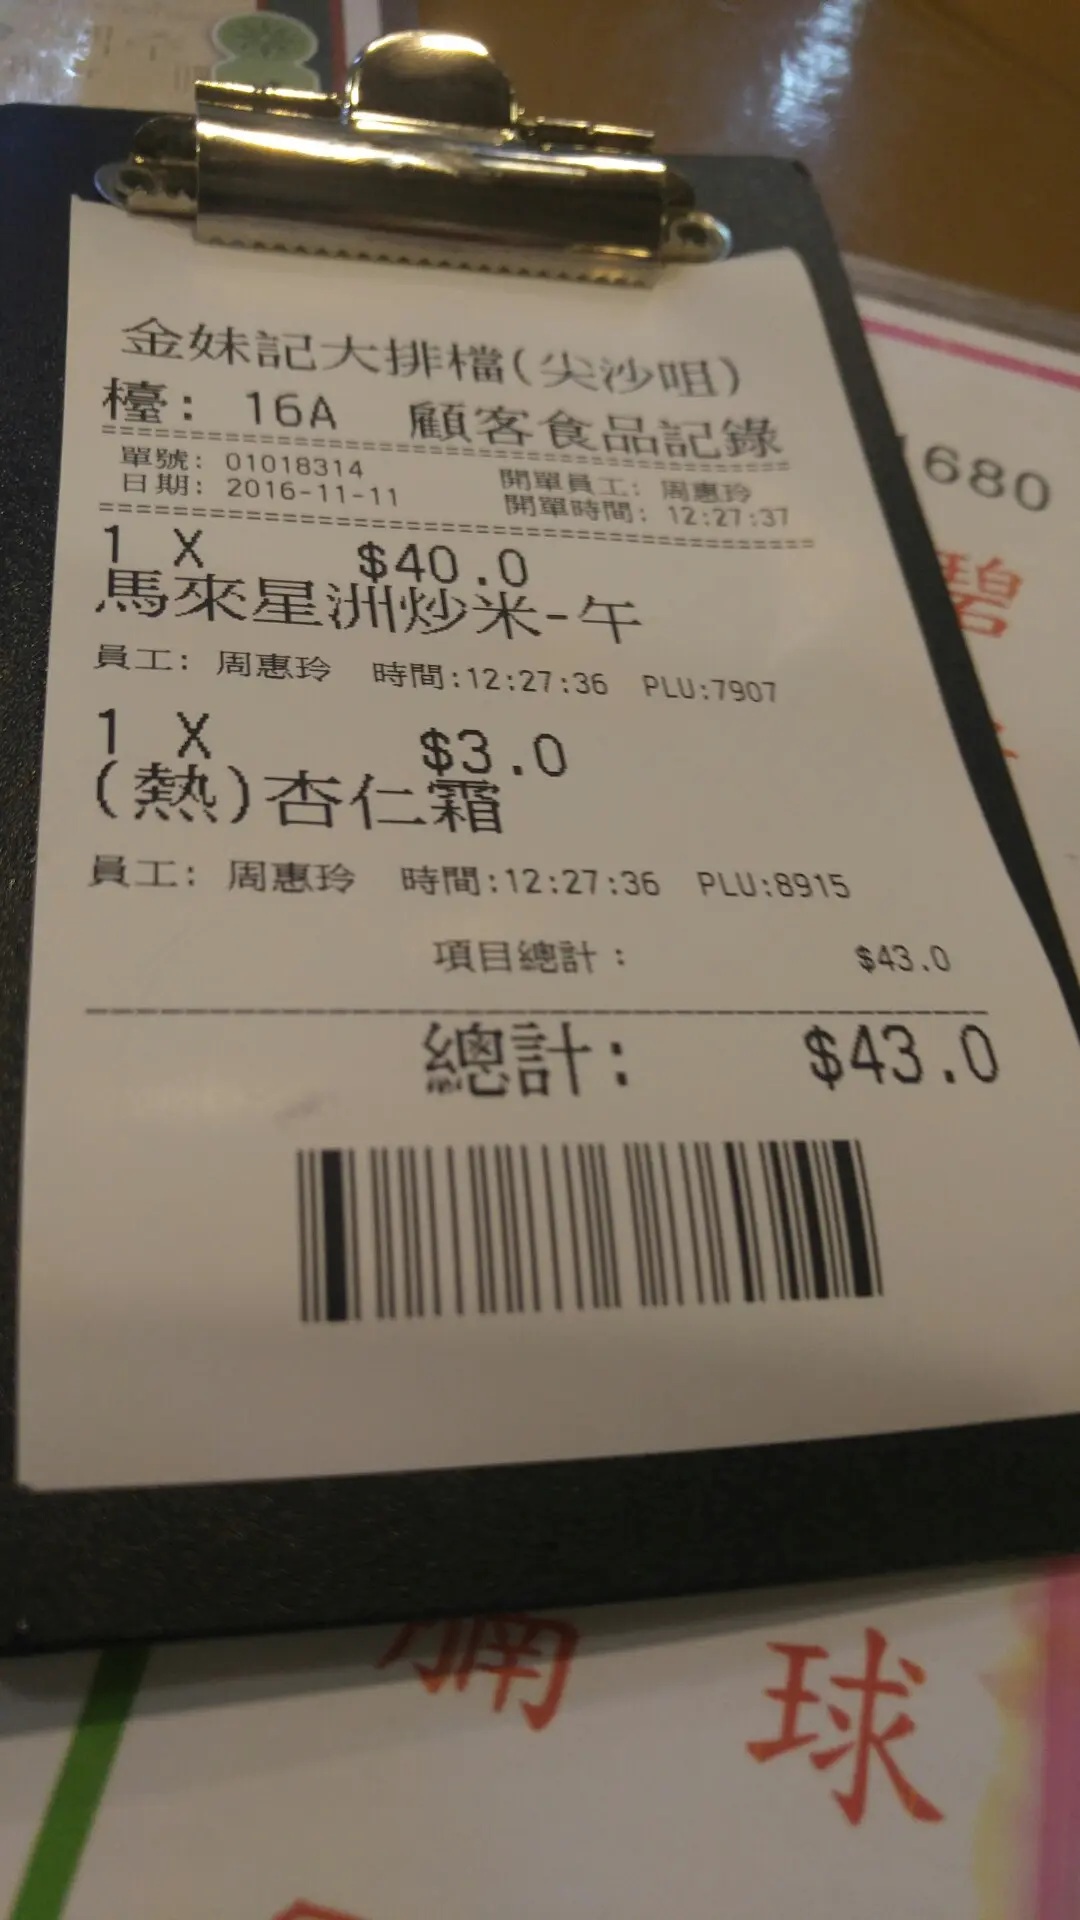 金妹記大排檔(尖沙咀)
檯: 16A 顧客食品記錄
單號: 01018314 開單員工: 周惠玲
日期: 2016-11-11 開單時間: 12:27:37
1 X $40.0
馬來星洲炒米-午
員工: 周惠玲 時間:12:27:36 PLU:7907
1 X $3.0
(熱)杏仁霜
員工: 周惠玲 時間:12:27:36 PLU:8915
項目總計: $43.0
總計: $43.0
1680
碧
腩
球